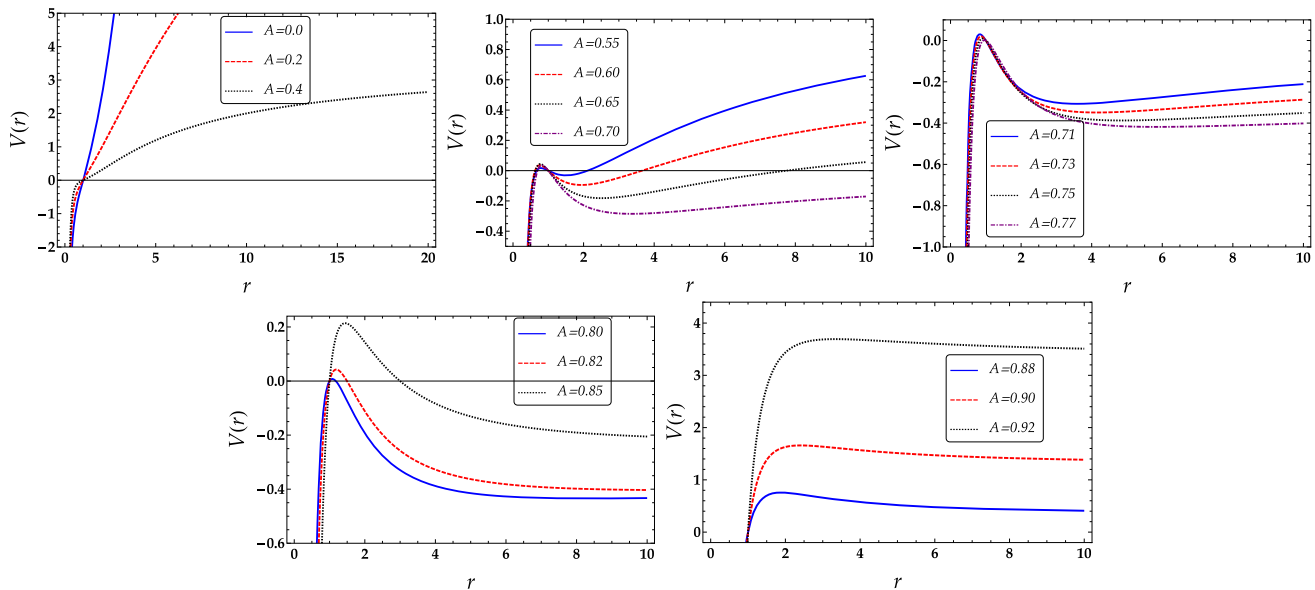 5
4
3
2
1
0
−1
−2
V(r)
A=0.0
A=0.2
A=0.4
0 5 10 15 20
r
1.0
0.8
0.6
0.4
0.2
0.0
−0.2
−0.4
V(r)
A=0.55
A=0.60
A=0.65
A=0.70
0 2 4 6 8 10
r
0.0
−0.2
−0.4
−0.6
−0.8
−1.0
V(r)
A=0.71
A=0.73
A=0.75
A=0.77
0 2 4 6 8 10
r
0.2
0.0
−0.2
−0.4
−0.6
V(r)
A=0.80
A=0.82
A=0.85
0 2 4 6 8 10
r
4
3
2
1
0
V(r)
A=0.88
A=0.90
A=0.92
0 2 4 6 8 10
r